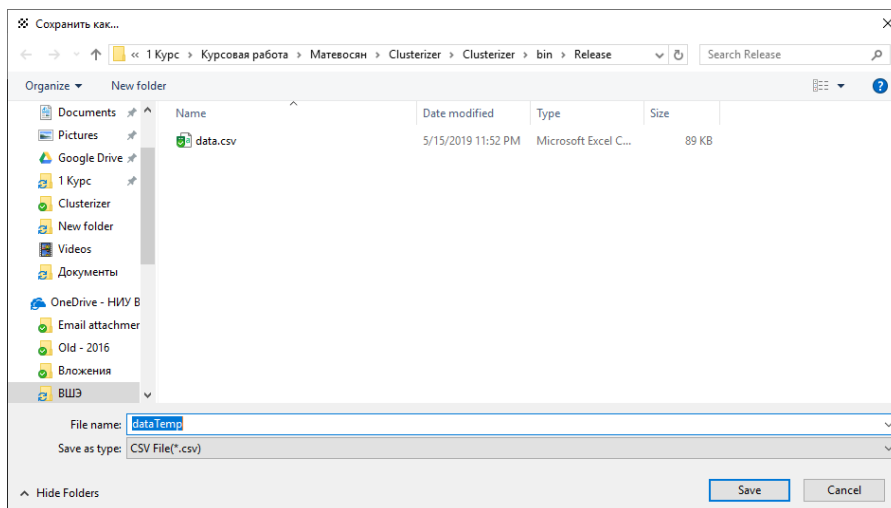 Сохранить как...
« 1 Курс › Курсовая работа › Матевосян › Clusterizer › Clusterizer › bin › Release
Search Release
Organize
New folder
Name Date modified Type Size
Documents
Pictures
Google Drive
1 Курс
Clusterizer
New folder
Videos
Документы
OneDrive - НИУ В
Email attachmer
Old - 2016
Вложения
ВШЭ
data.csv 5/15/2019 11:52 PM Microsoft Excel C... 89 KB
File name: dataTemp
Save as type: CSV File(*.csv)
Hide Folders
Save
Cancel